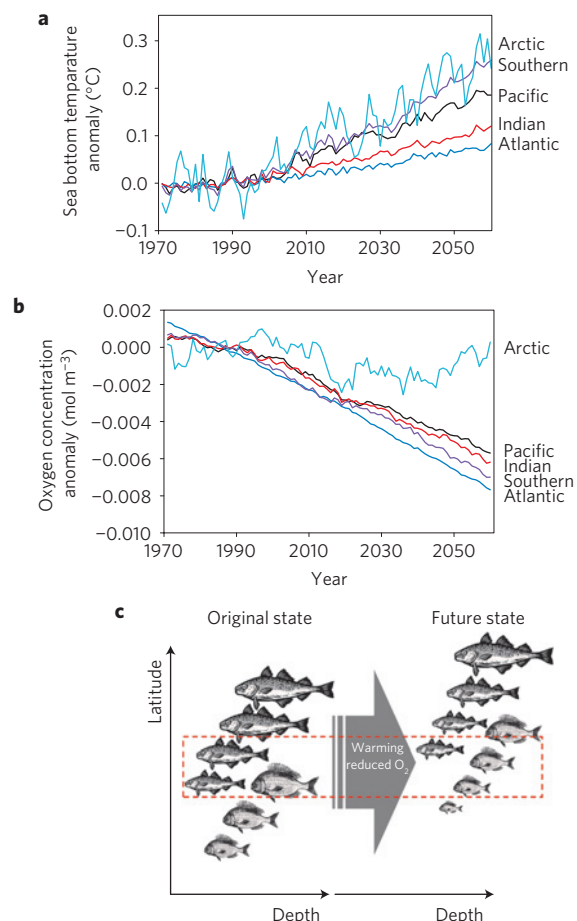 a
Sea bottom temparature
anomaly (°C)
0.3
0.2
0.1
0.0
−0.1
1970
1990
2010
2030
2050
Year
Arctic
Southern
Pacific
Indian
Atlantic
b
Oxygen concentration
anomaly (mol m⁻³)
0.002
0.000
−0.002
−0.004
−0.006
−0.008
−0.010
1970
1990
2010
2030
2050
Year
Arctic
Pacific
Indian
Southern
Atlantic
c
Original state
Future state
Latitude
Warming
reduced O₂
Depth
Depth